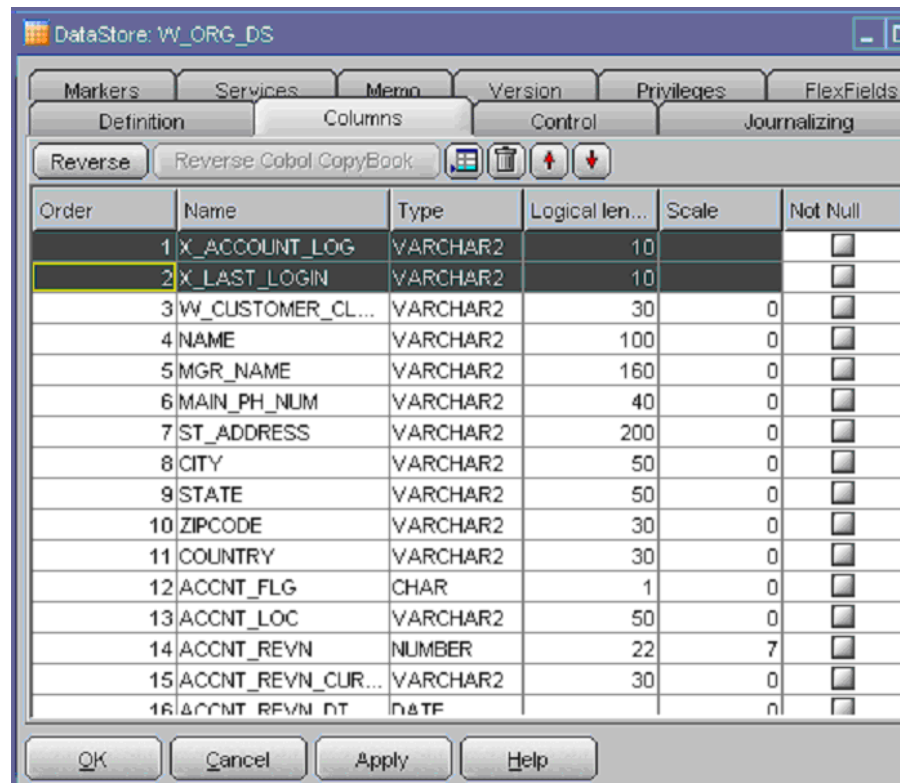 DataStore: W_ORG_DS
Markers Services Memo Version Privileges FlexFields
Definition Columns Control Journalizing
Reverse Reverse Cobol CopyBook
Order Name Type Logical len... Scale Not Null
1 X_ACCOUNT_LOG VARCHAR2 10
2 X_LAST_LOGIN VARCHAR2 10
3 W_CUSTOMER_CL... VARCHAR2 30 0
4 NAME VARCHAR2 100 0
5 MGR_NAME VARCHAR2 160 0
6 MAIN_PH_NUM VARCHAR2 40 0
7 ST_ADDRESS VARCHAR2 200 0
8 CITY VARCHAR2 50 0
9 STATE VARCHAR2 50 0
10 ZIPCODE VARCHAR2 30 0
11 COUNTRY VARCHAR2 30 0
12 ACCNT_FLG CHAR 1 0
13 ACCNT_LOC VARCHAR2 50 0
14 ACCNT_REVN NUMBER 22 7
15 ACCNT_REVN_CUR... VARCHAR2 30 0
16 ACCNT_REVN_DT DATE 0
OK Cancel Apply Help